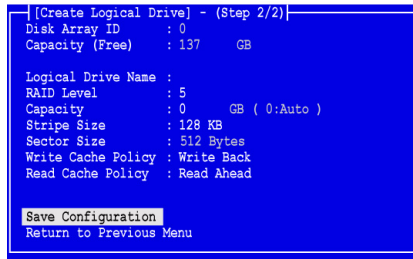 [Create Logical Drive] - (Step 2/2)
Disk Array ID : 0
Capacity (Free) : 137 GB
Logical Drive Name :
RAID Level : 5
Capacity : 0 GB ( 0:Auto )
Stripe Size : 128 KB
Sector Size : 512 Bytes
Write Cache Policy : Write Back
Read Cache Policy : Read Ahead
Save Configuration
Return to Previous Menu